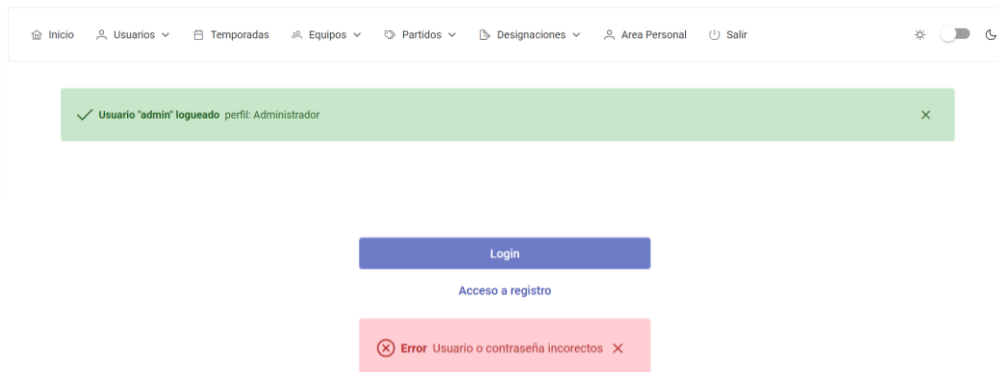 Inicio Usuarios Temporadas Equipos Partidos Designaciones Area Personal Salir
Usuario "admin" logueado perfil: Administrador
Login
Acceso a registro
Error Usuario o contraseña incorectos